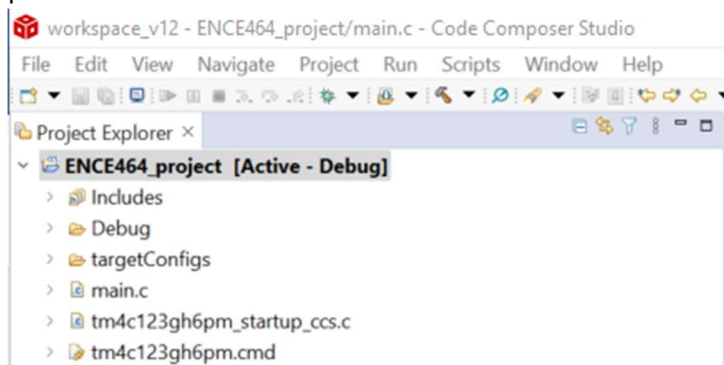 workspace_v12 - ENCE464_project/main.c - Code Composer Studio
File Edit View Navigate Project Run Scripts Window Help
Project Explorer ×
ENCE464_project [Active - Debug]
Includes
Debug
targetConfigs
main.c
tm4c123gh6pm_startup_ccs.c
tm4c123gh6pm.cmd